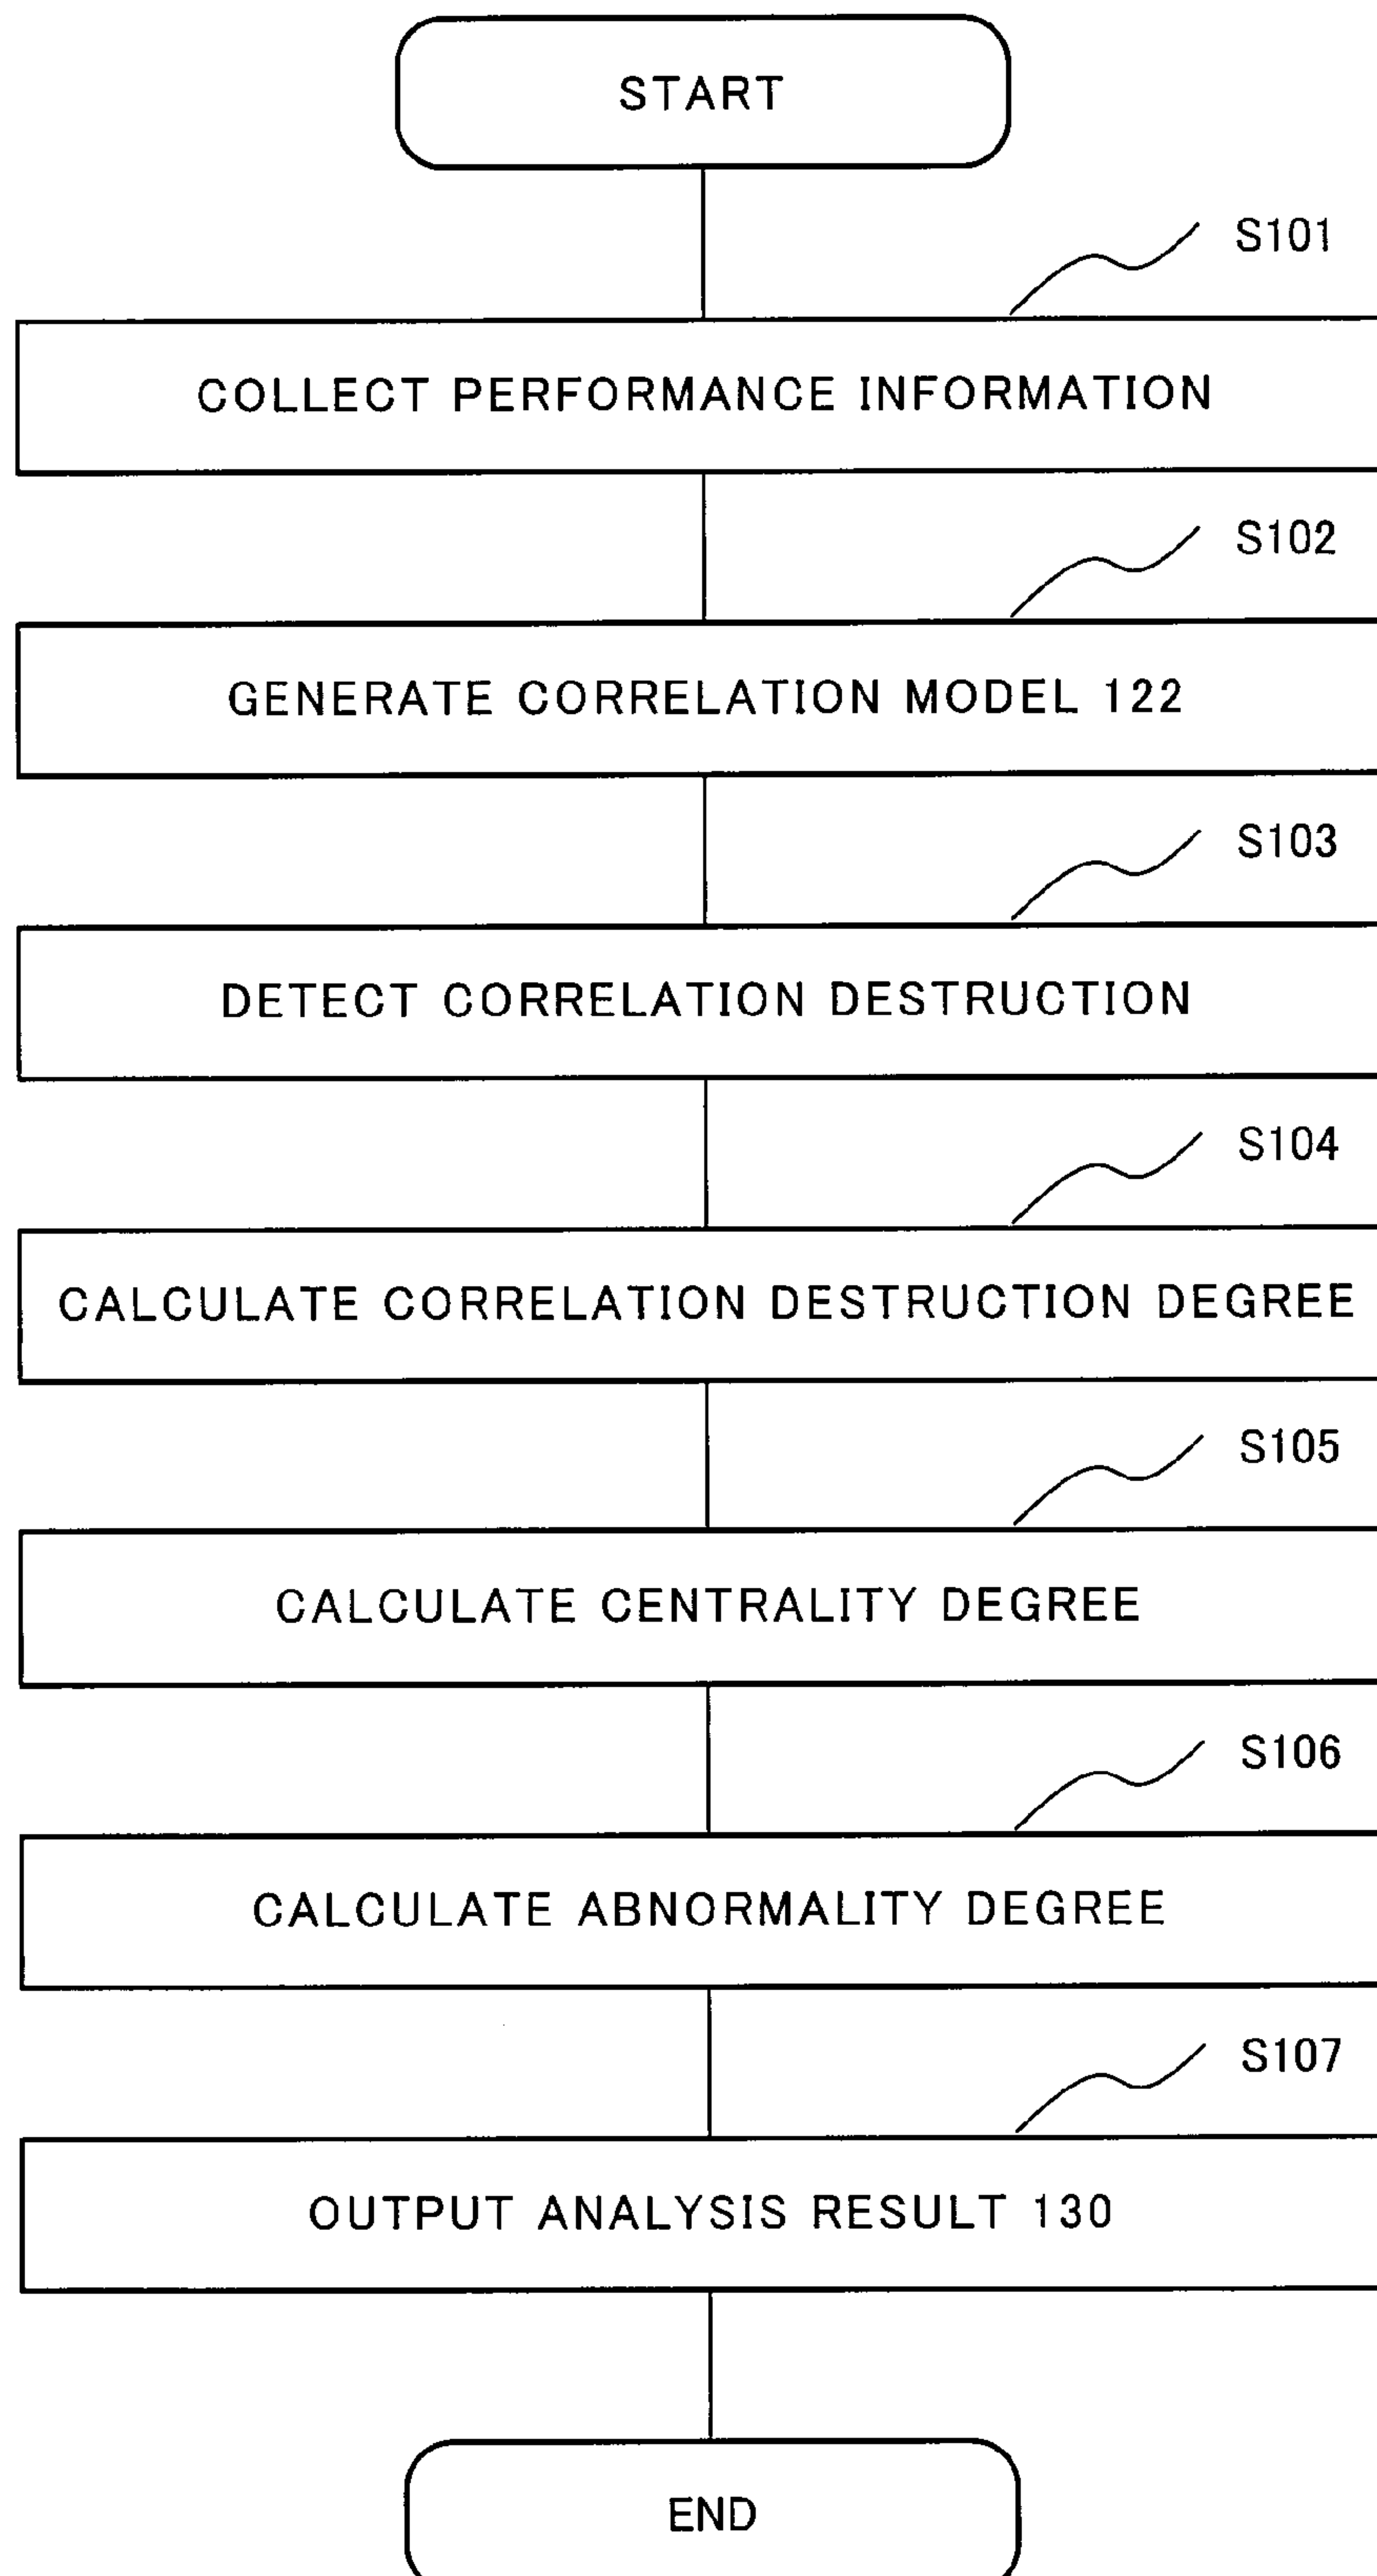 START
S101
COLLECT PERFORMANCE INFORMATION
S102
GENERATE CORRELATION MODEL 122
S103
DETECT CORRELATION DESTRUCTION
S104
CALCULATE CORRELATION DESTRUCTION DEGREE
S105
CALCULATE CENTRALITY DEGREE
S106
CALCULATE ABNORMALITY DEGREE
S107
OUTPUT ANALYSIS RESULT 130
END